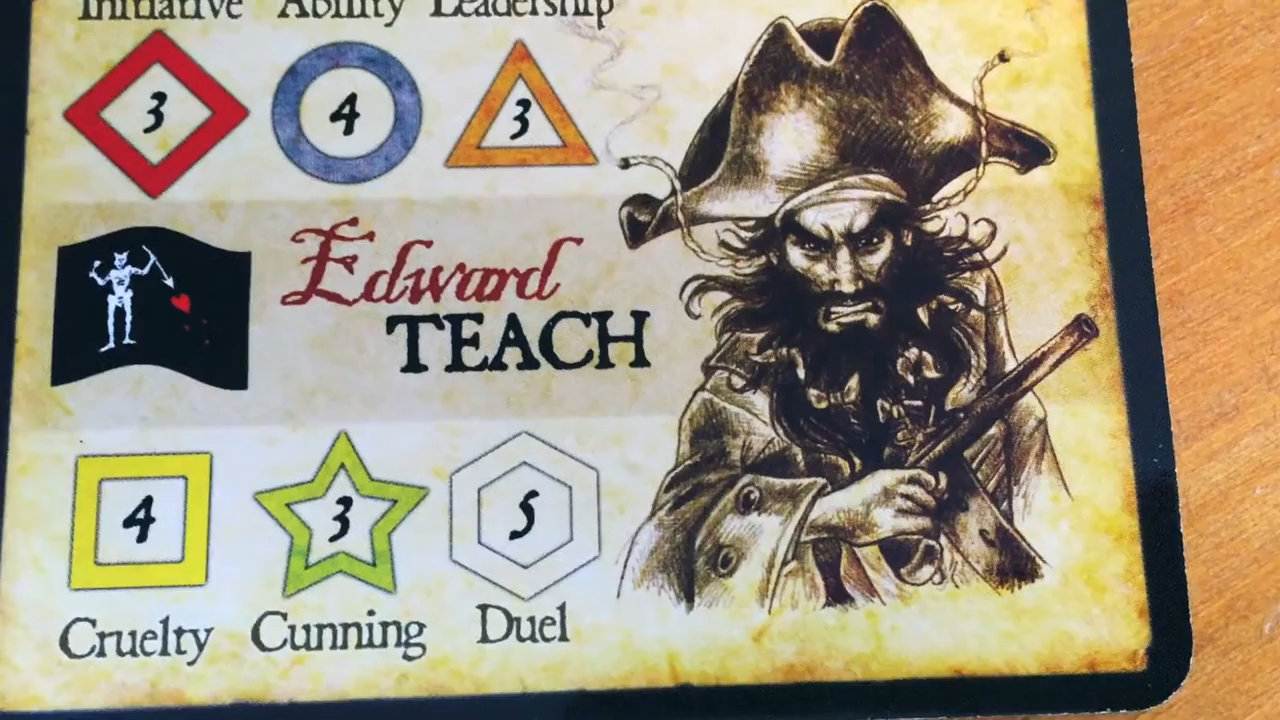 Initiative Ability Leadership
3 4 3
Edward
TEACH
4 3 5
Cruelty Cunning Duel